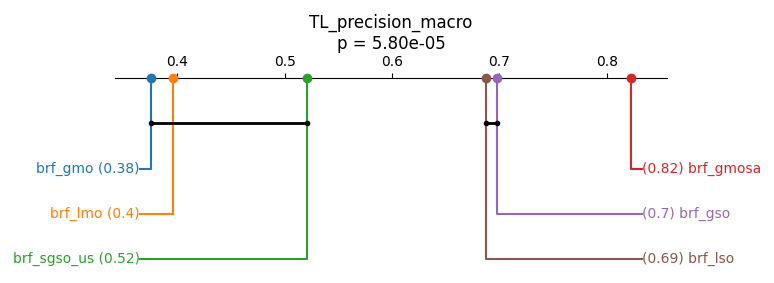 TL_precision_macro
p = 5.80e-05
0.4 0.5 0.6 0.7 0.8
brf_gmo (0.38) (0.82) brf_gmosa
brf_lmo (0.4) (0.7) brf_gso
brf_sgso_us (0.52) (0.69) brf_lso